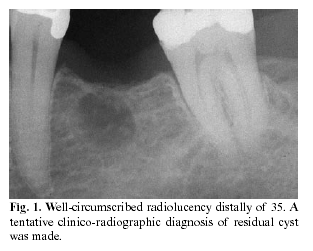 Fig. 1. Well-circumscribed radiolucency distally of 35. A
tentative clinico-radiographic diagnosis of residual cyst
was made.